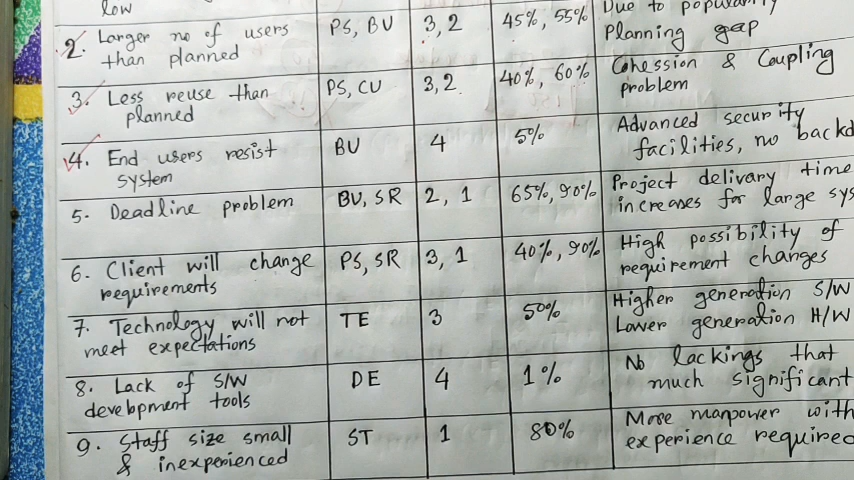 low
2. Larger no of users than planned PS, BU 3, 2 45%, 55% Due to
Planning gap
3. Less reuse than planned PS, CU 3, 2 40%, 60% Cohession & Coupling
problem
4. End users resist system BU 4 5% Advanced security
facilities, no
5. Deadline problem BU, SR 2, 1 65%, 90% Project delivary time
increases for large
6. Client will change requirements PS, SR 3, 1 40%, 90% High possibility of
requirement changes
7. Technology will not meet expectations TE 3 50% Higher generation S/W
Lower generation H/W
8. Lack of S/W development tools DE 4 1% No lackings that
much significant
9. Staff size small & inexperienced ST 1 80% More manpower with
experience required